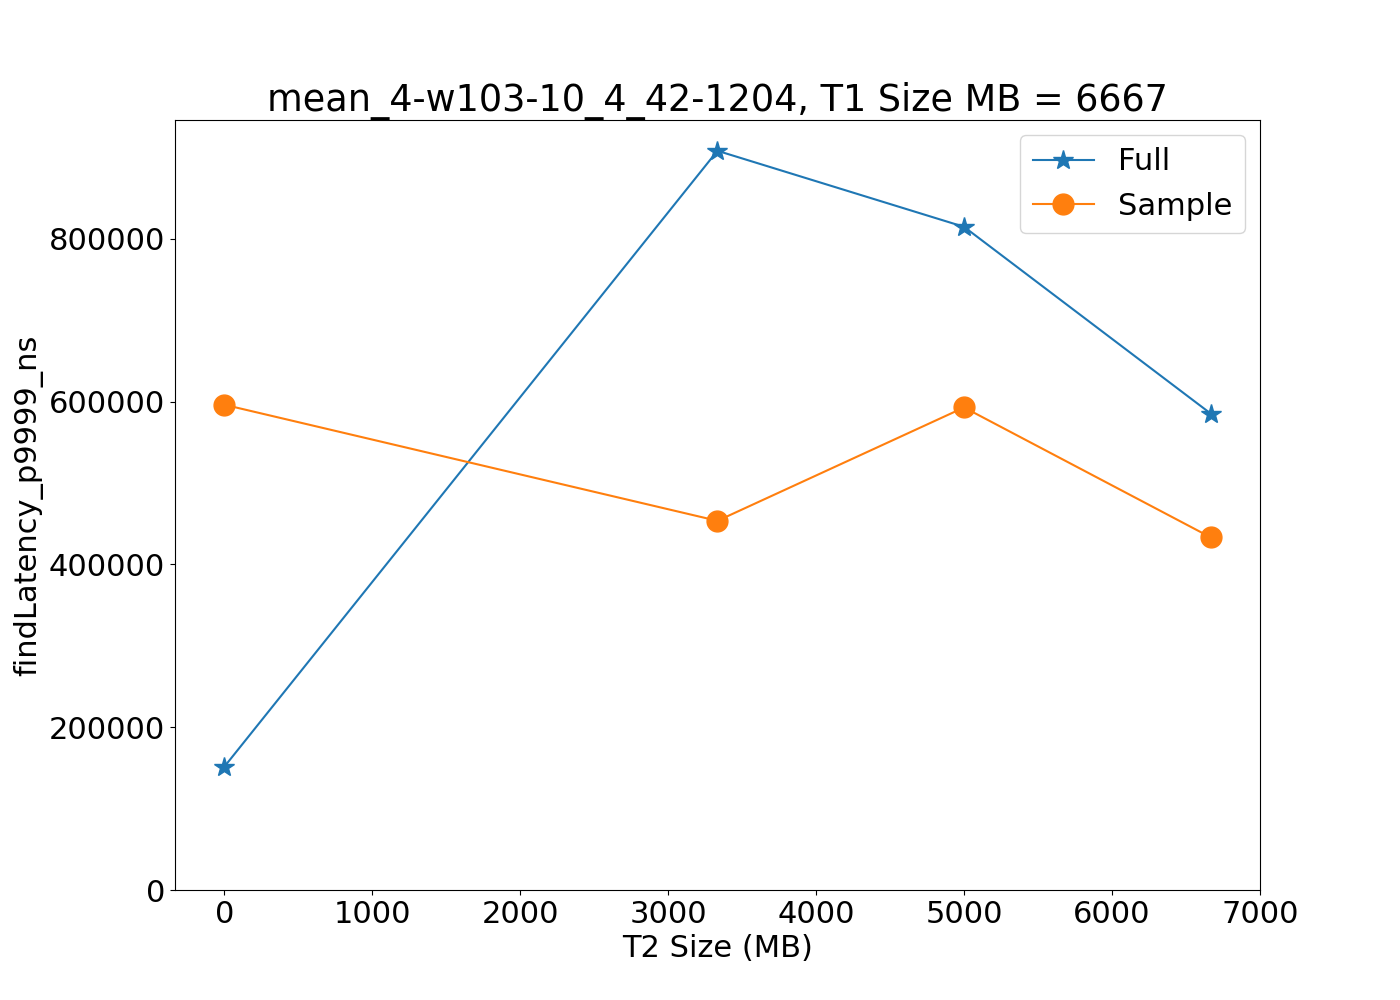 mean_4-w103-10_4_42-1204, T1 Size MB = 6667
Full
Sample
findLatency_p9999_ns
800000
600000
400000
200000
0
0 1000 2000 3000 4000 5000 6000 7000
T2 Size (MB)